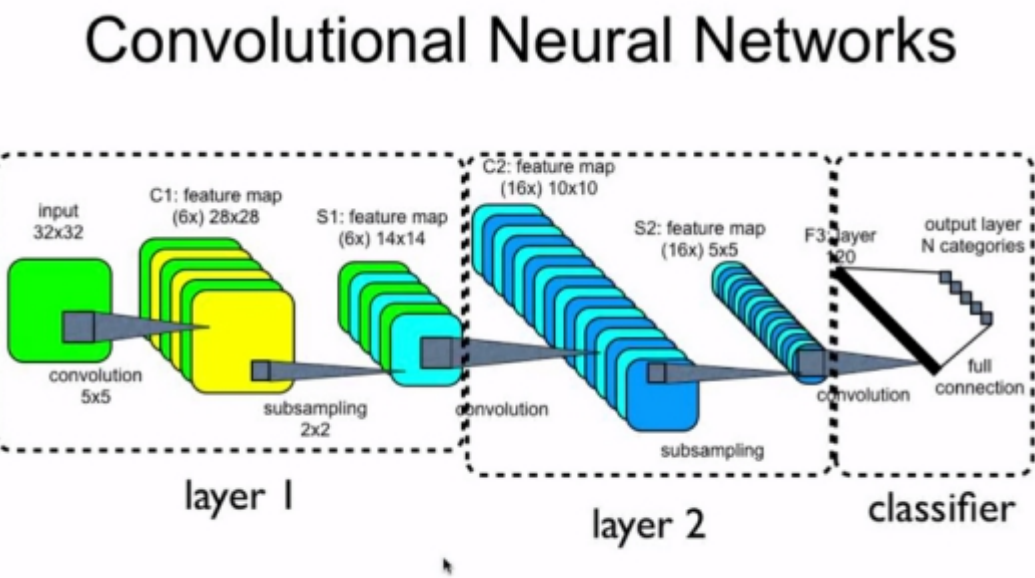 Convolutional Neural Networks
input
32x32
C1: feature map
(6x) 28x28
S1: feature map
(6x) 14x14
C2: feature map
(16x) 10x10
S2: feature map
(16x) 5x5
F3: layer
120
output layer
N categories
convolution
5x5
subsampling
2x2
convolution
subsampling
convolution
full
connection
layer 1
layer 2
classifier